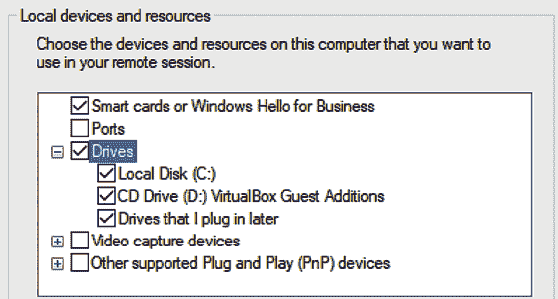 Local devices and resources
Choose the devices and resources on this computer that you want to
use in your remote session.
Smart cards or Windows Hello for Business
Ports
Drives
Local Disk (C:)
CD Drive (D:) VirtualBox Guest Additions
Drives that I plug in later
Video capture devices
Other supported Plug and Play (PnP) devices